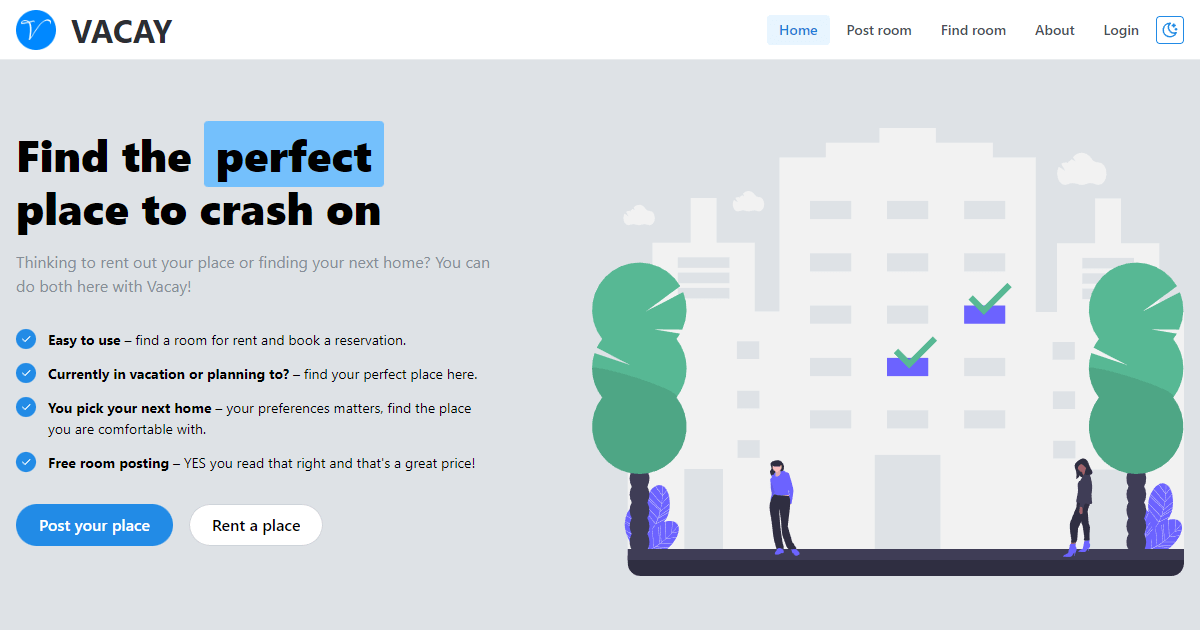 VACAY
Home
Post room
Find room
About
Login
Find the perfect
place to crash on
Thinking to rent out your place or finding your next home? You can
do both here with Vacay!
Easy to use – find a room for rent and book a reservation.
Currently in vacation or planning to? – find your perfect place here.
You pick your next home – your preferences matters, find the place
you are comfortable with.
Free room posting – YES you read that right and that's a great price!
Post your place
Rent a place